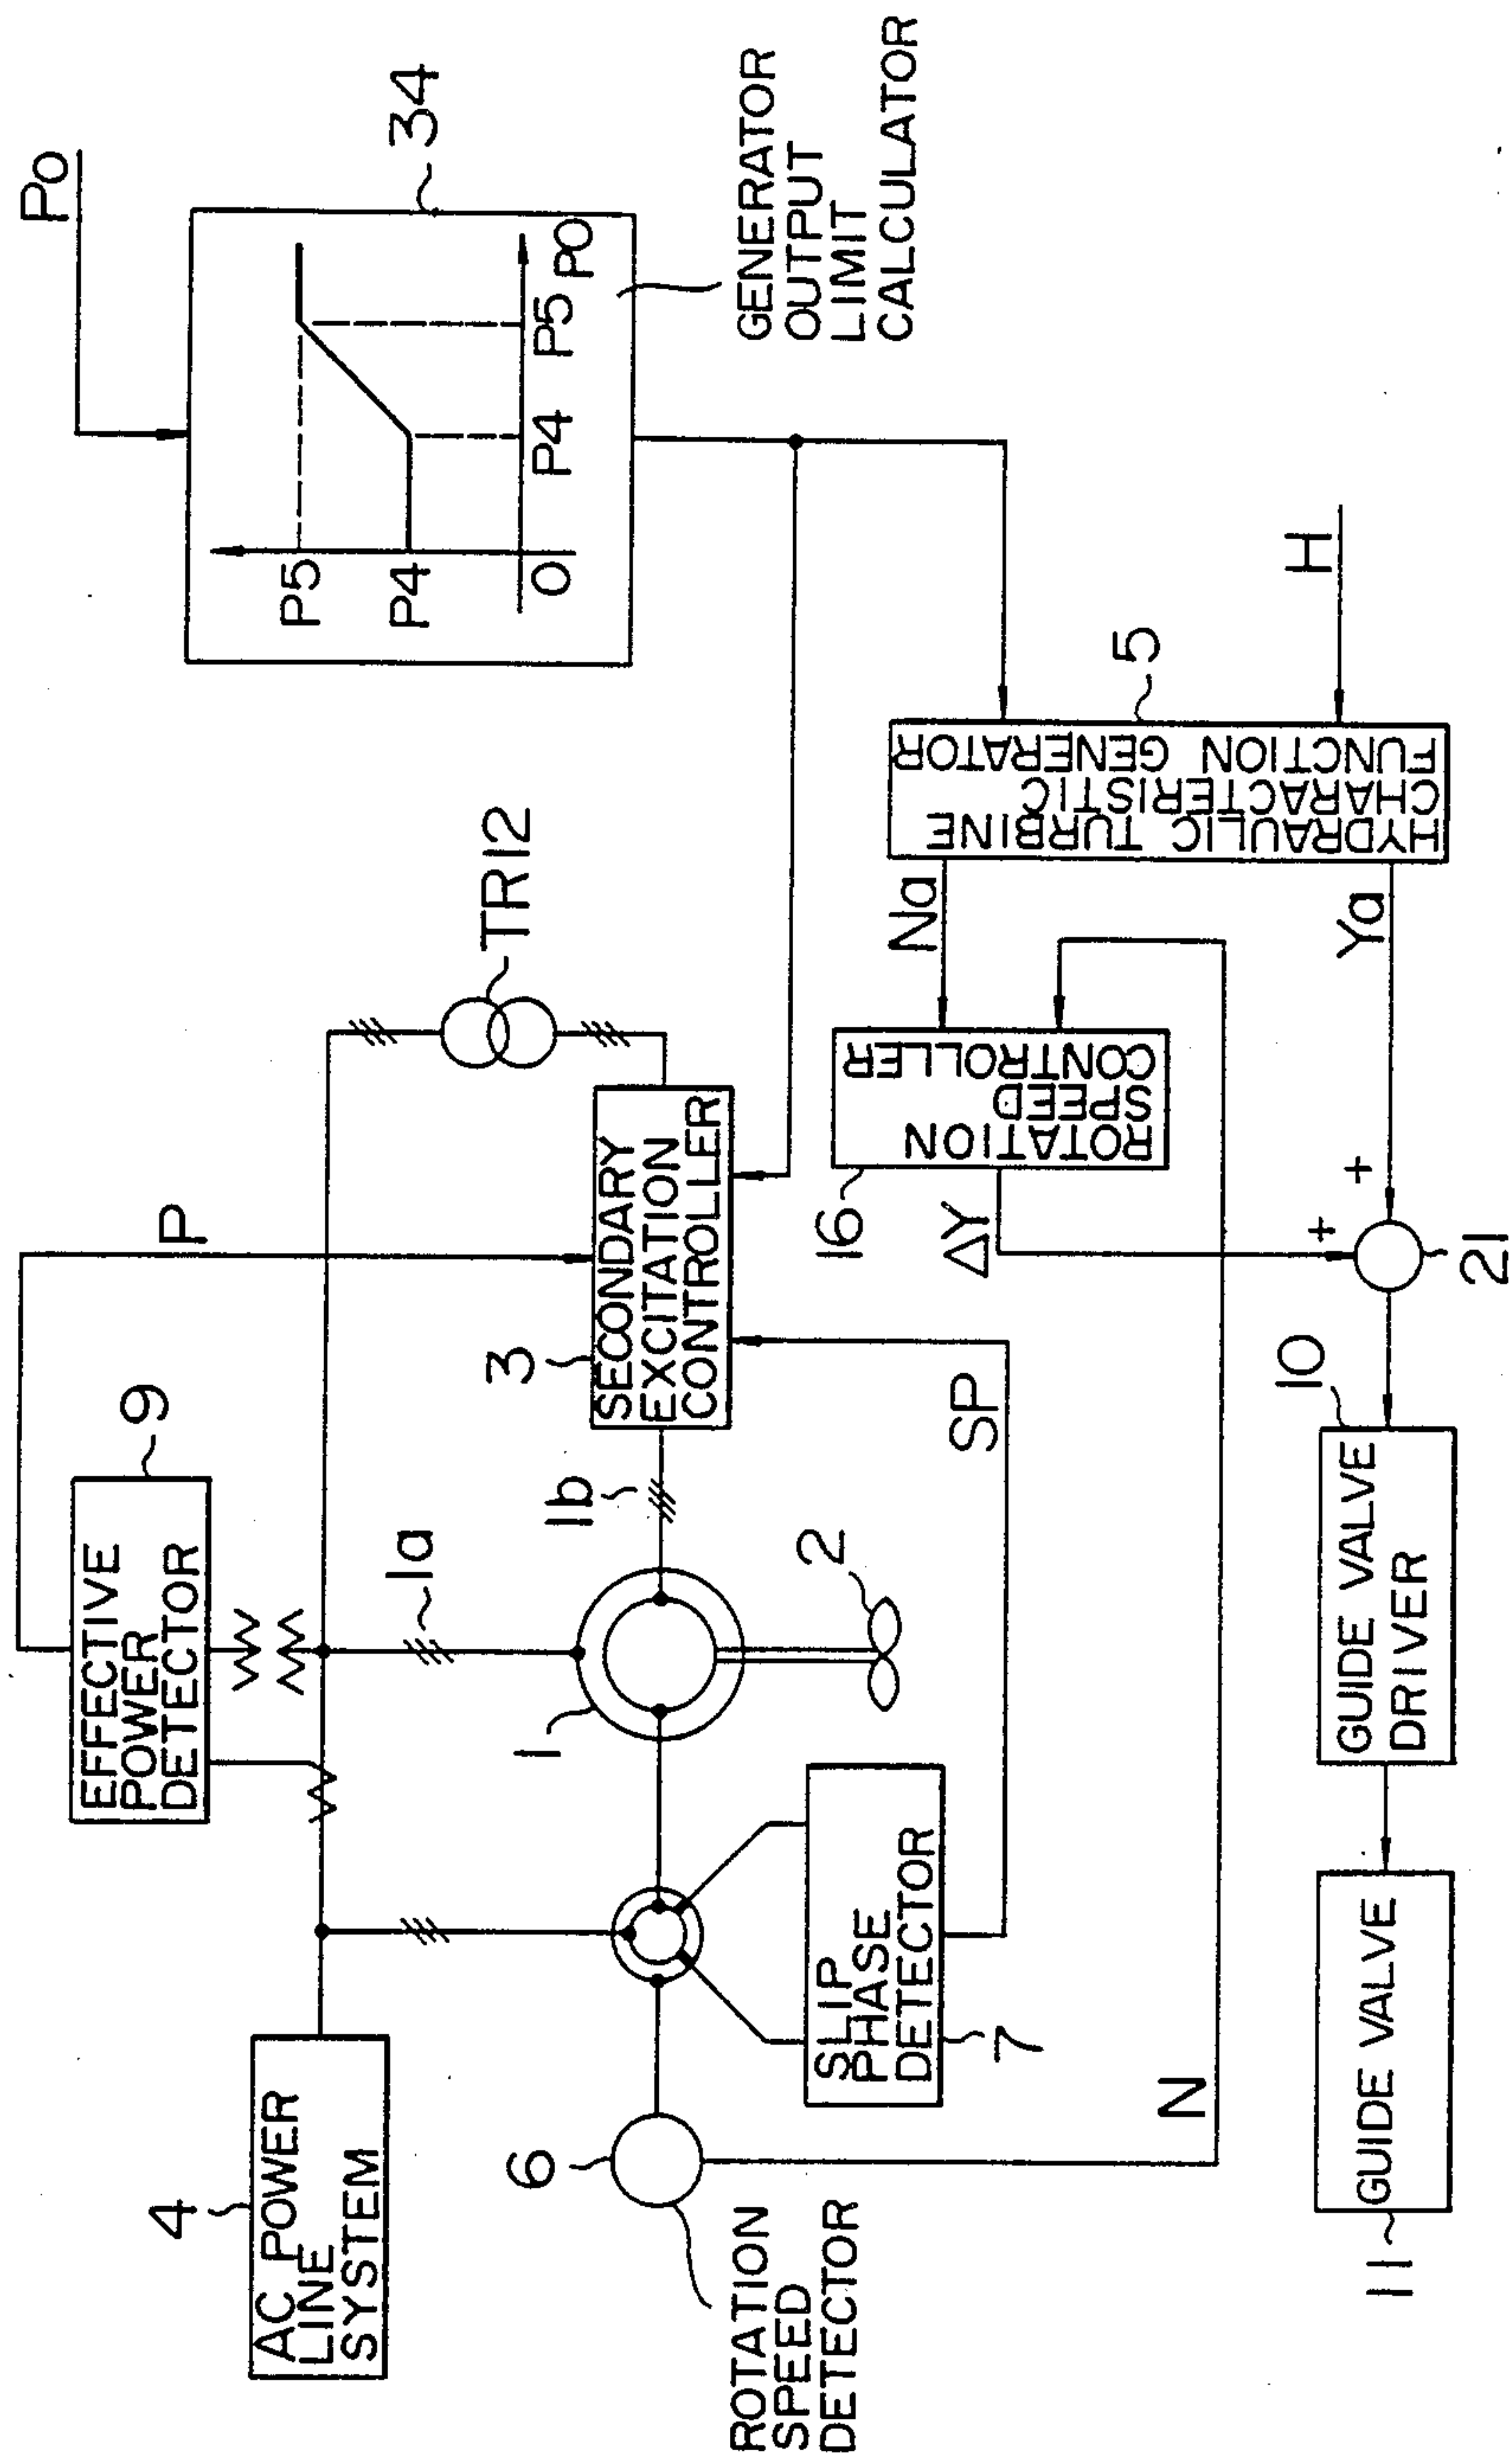 Po
34
P5
P4
O
P4
P5
PO
GENERATOR
OUTPUT
LIMIT
CALCULATOR
TR12
P
9
EFFECTIVE
POWER
DETECTOR
4
AC POWER
LINE
SYSTEM
1a
1b
1
2
3
SECONDARY
EXCITATION
CONTROLLER
SP
SLIP
PHASE
DETECTOR
7
6
ROTATION
SPEED
DETECTOR
N
5
HYDRAULIC TURBINE
CHARACTERISTIC
FUNCTION GENERATOR
H
Na
Ya
ROTATION
SPEED
CONTROLLER
16
ΔY
+
+
21
10
GUIDE VALVE
DRIVER
GUIDE VALVE
11